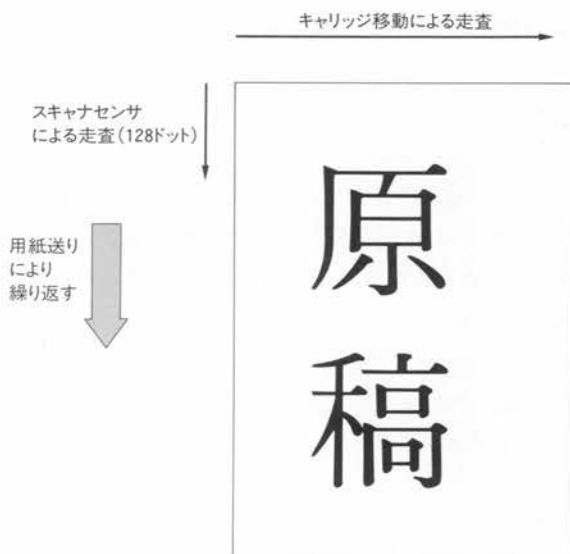 キャリッジ移動による走査
スキャナセンサ
による走査(128ドット)
用紙送り
により
繰り返す
原
稿